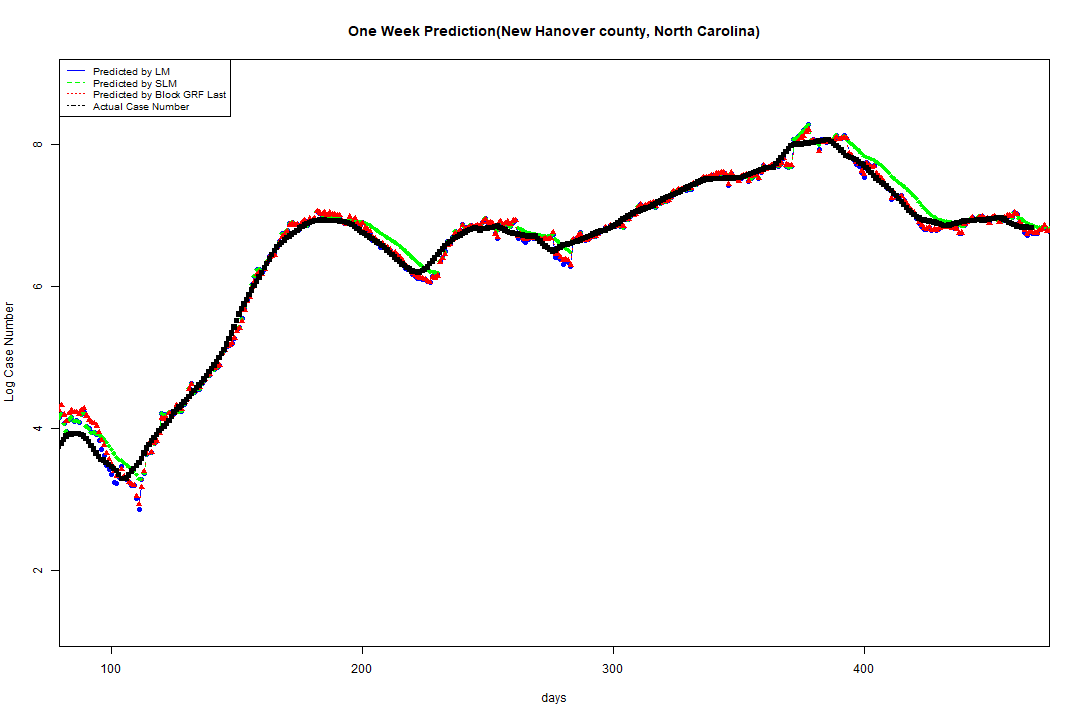 One Week Prediction(New Hanover county, North Carolina)
Predicted by LM
Predicted by SLM
Predicted by Block GRF Last
Actual Case Number
8
6
4
2
Log Case Number
100 200 300 400
days